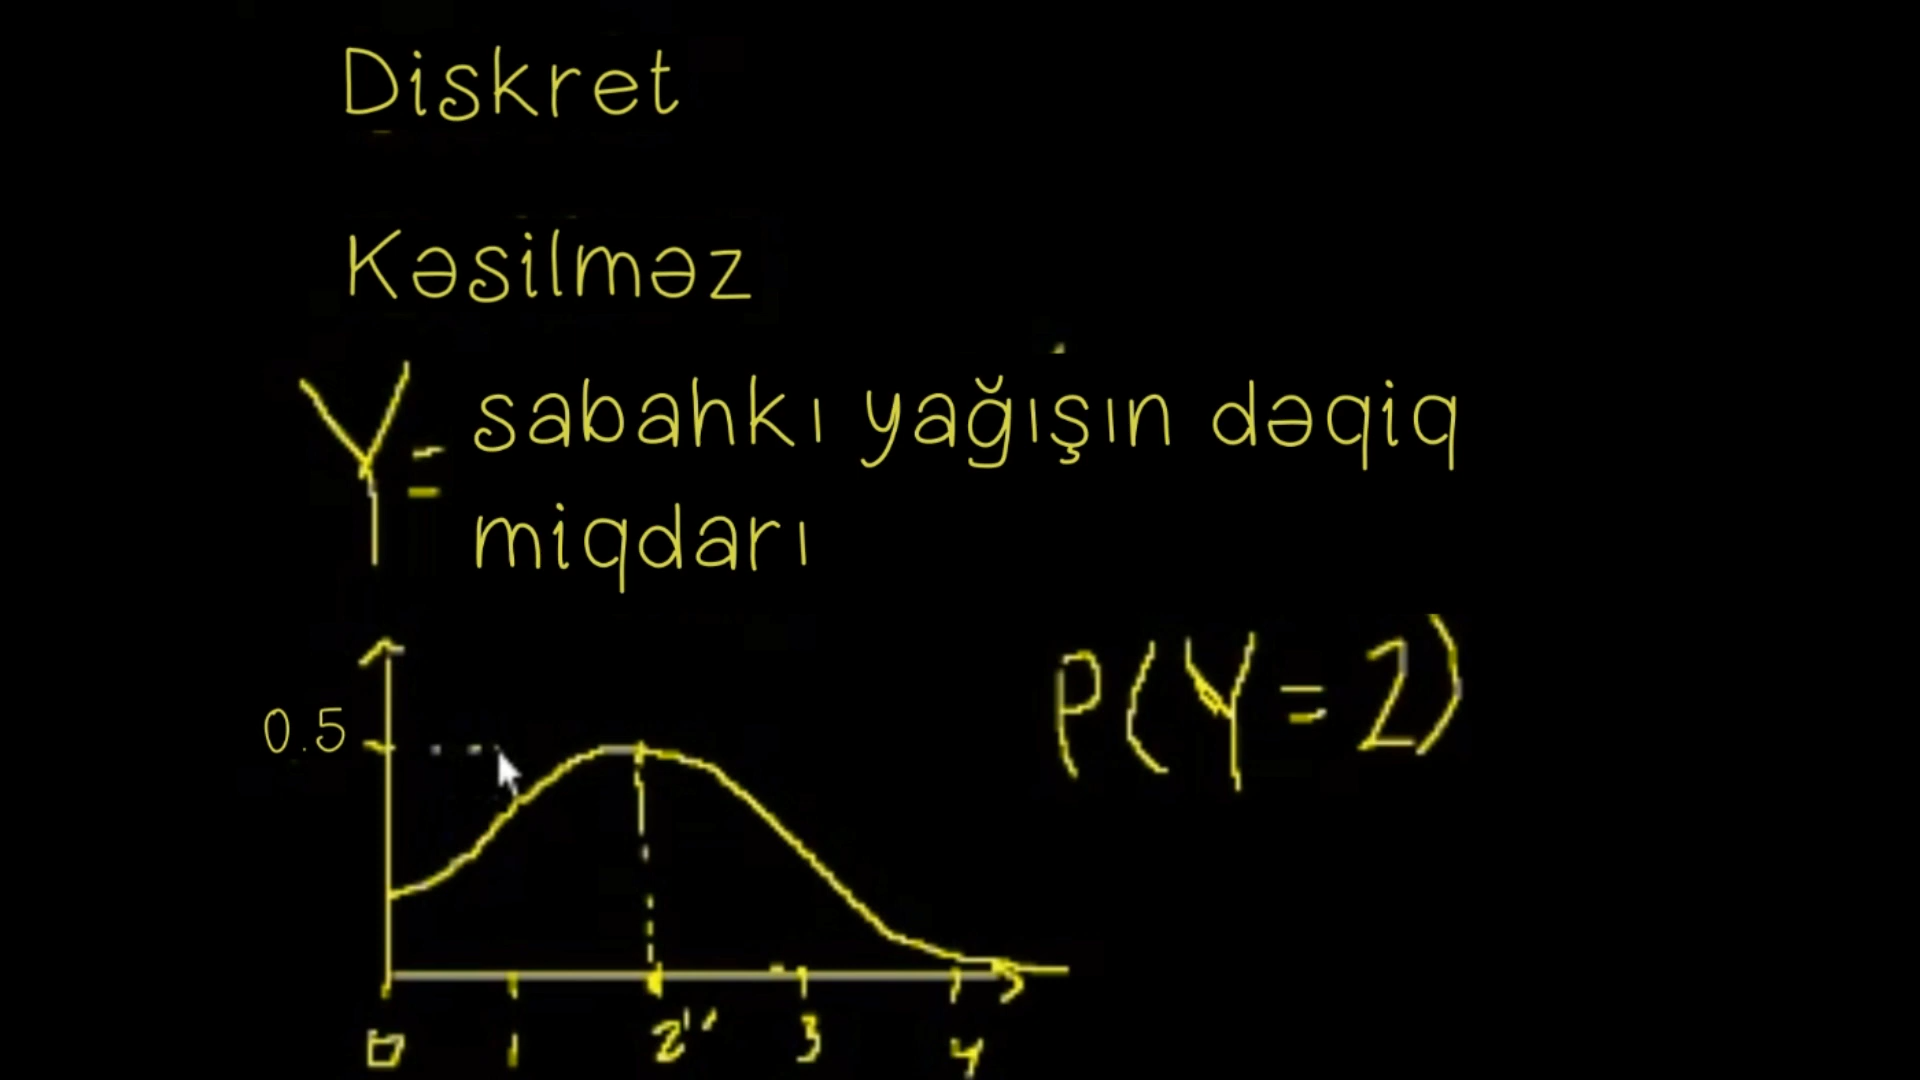 Diskret
Kəsilməz
Y= sabahkı yağışın dəqiq
miqdarı
P(Y=2)
0.5
0 1 2'' 3 4